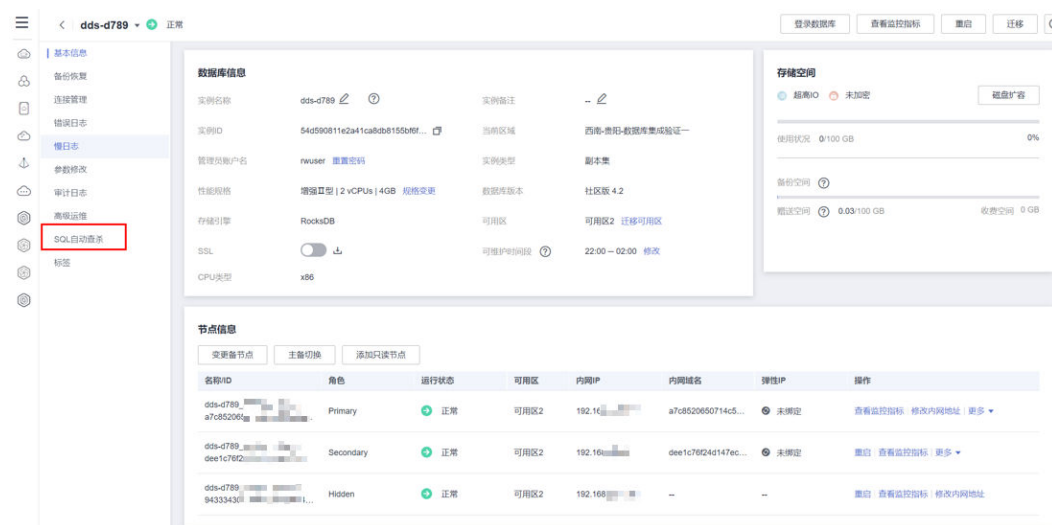 dds-d789 正常 登录数据库 查看监控指标 重启 迁移
基本信息
备份恢复
连接管理
错误日志
慢日志
参数修改
审计日志
高级运维
SQL自动查杀
标签
数据库信息
实例名称 dds-d789 实例备注 --
实例ID 54d590811e2a41ca8db8155bf6f... 当前区域 西南-贵阳-数据库集成验证一
管理员账户名 rwuser 重置密码 实例类型 副本集
性能规格 增强Ⅱ型 | 2 vCPUs | 4GB 规格变更 数据库版本 社区版 4.2
存储引擎 RocksDB 可用区 可用区2 迁移可用区
SSL 可维护时间段 22:00 -- 02:00 修改
CPU类型 x86
存储空间
超高IO 未加密 磁盘扩容
使用状况 0/100 GB 0%
备份空间
赠送空间 0.03/100 GB 收费空间 0 GB
节点信息
变更备节点 主备切换 添加只读节点
名称/ID 角色 运行状态 可用区 内网IP 内网域名 弹性IP 操作
dds-d789_
a7c85206 Primary 正常 可用区2 192.16 a7c8520650714c5... 未绑定 查看监控指标 修改内网地址 更多
dds-d789_
dee1c76f2 Secondary 正常 可用区2 192.16 dee1c76f24d147ec... 未绑定 重启 查看监控指标 更多
dds-d789
94333430 Hidden 正常 可用区2 192.168 -- -- 重启 查看监控指标 修改内网地址